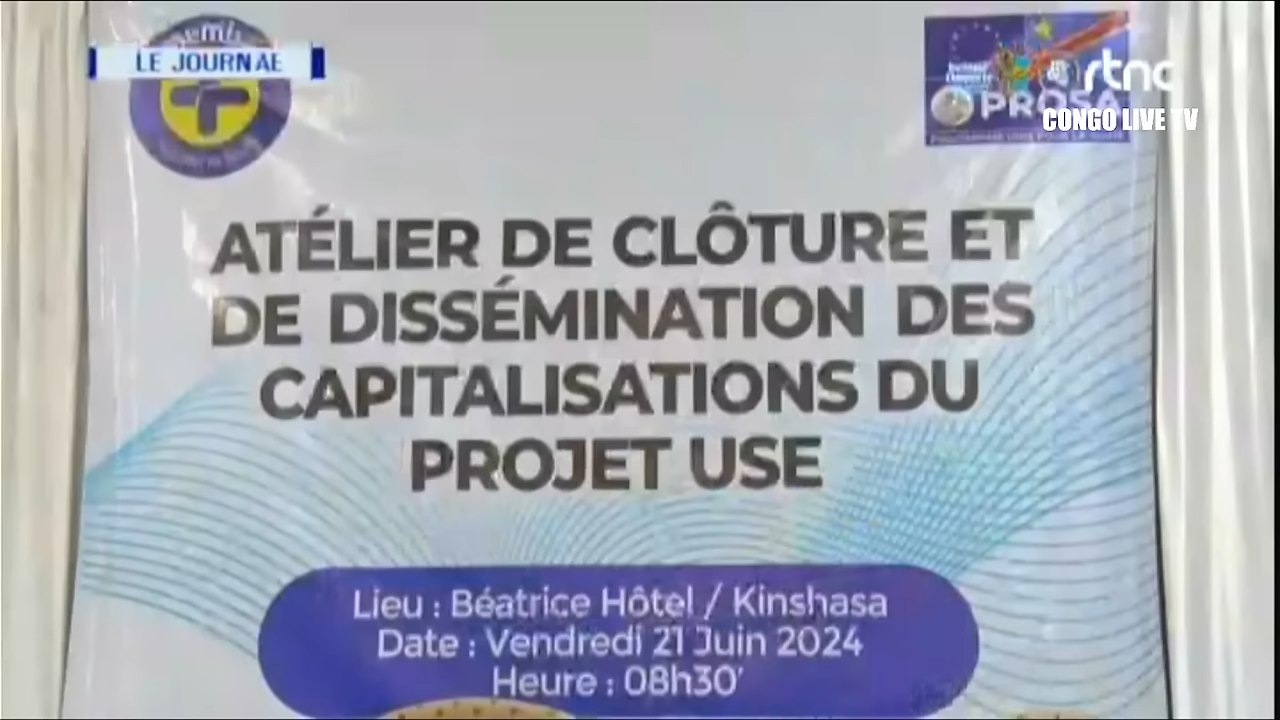 LE JOURNAE
rtnc
PROSA
CONGO LIVE TV
ATÉLIER DE CLÔTURE ET
DE DISSÉMINATION DES
CAPITALISATIONS DU
PROJET USE
Lieu : Béatrice Hôtel / Kinshasa
Date : Vendredi 21 Juin 2024
Heure : 08h30'